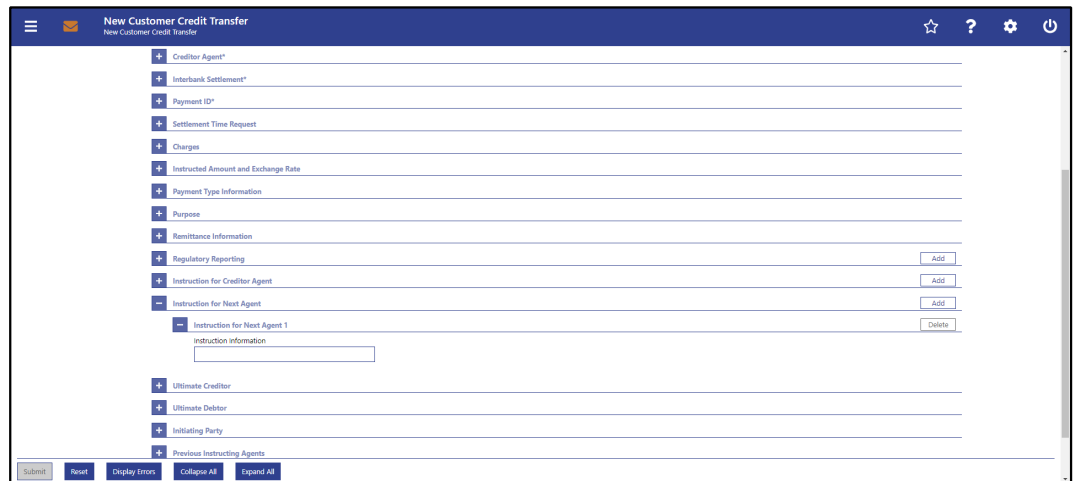 New Customer Credit Transfer
New Customer Credit Transfer
Creditor Agent*
Interbank Settlement*
Payment ID*
Settlement Time Request
Charges
Instructed Amount and Exchange Rate
Payment Type Information
Purpose
Remittance Information
Regulatory Reporting Add
Instruction for Creditor Agent Add
Instruction for Next Agent Add
Instruction for Next Agent 1 Delete
Instruction Information
Ultimate Creditor
Ultimate Debtor
Initiating Party
Previous Instructing Agents
Submit Reset Display Errors Collapse All Expand All